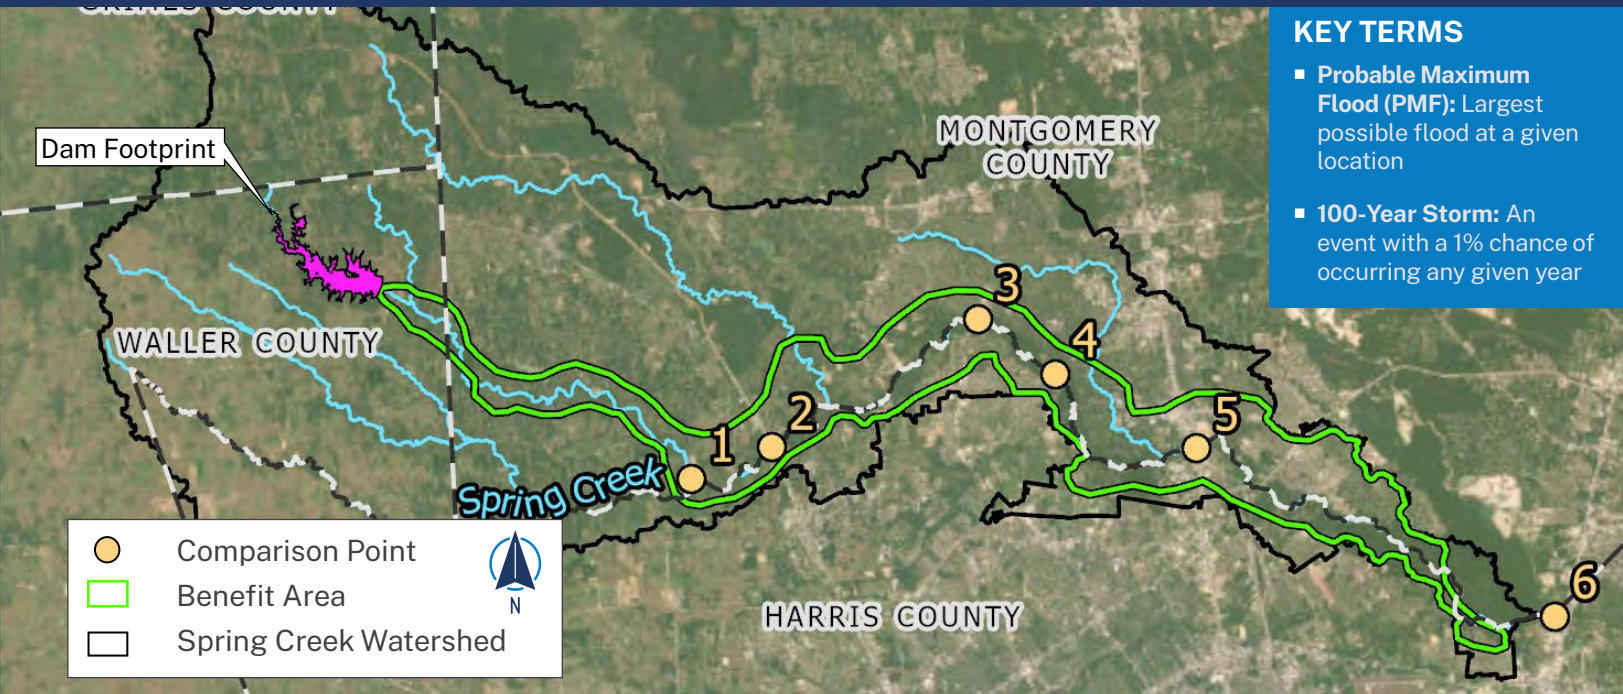 GRIMES COUNTY
KEY TERMS
▪ Probable Maximum
Flood (PMF): Largest
possible flood at a given
location
▪ 100-Year Storm: An
event with a 1% chance of
occurring any given year
MONTGOMERY
COUNTY
Dam Footprint
WALLER COUNTY
3
4
2
5
1
Spring Creek
6
HARRIS COUNTY
Comparison Point
Benefit Area
Spring Creek Watershed
N